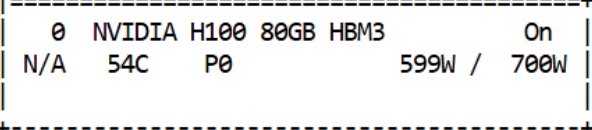 0 NVIDIA H100 80GB HBM3 On
N/A 54C P0 599W / 700W